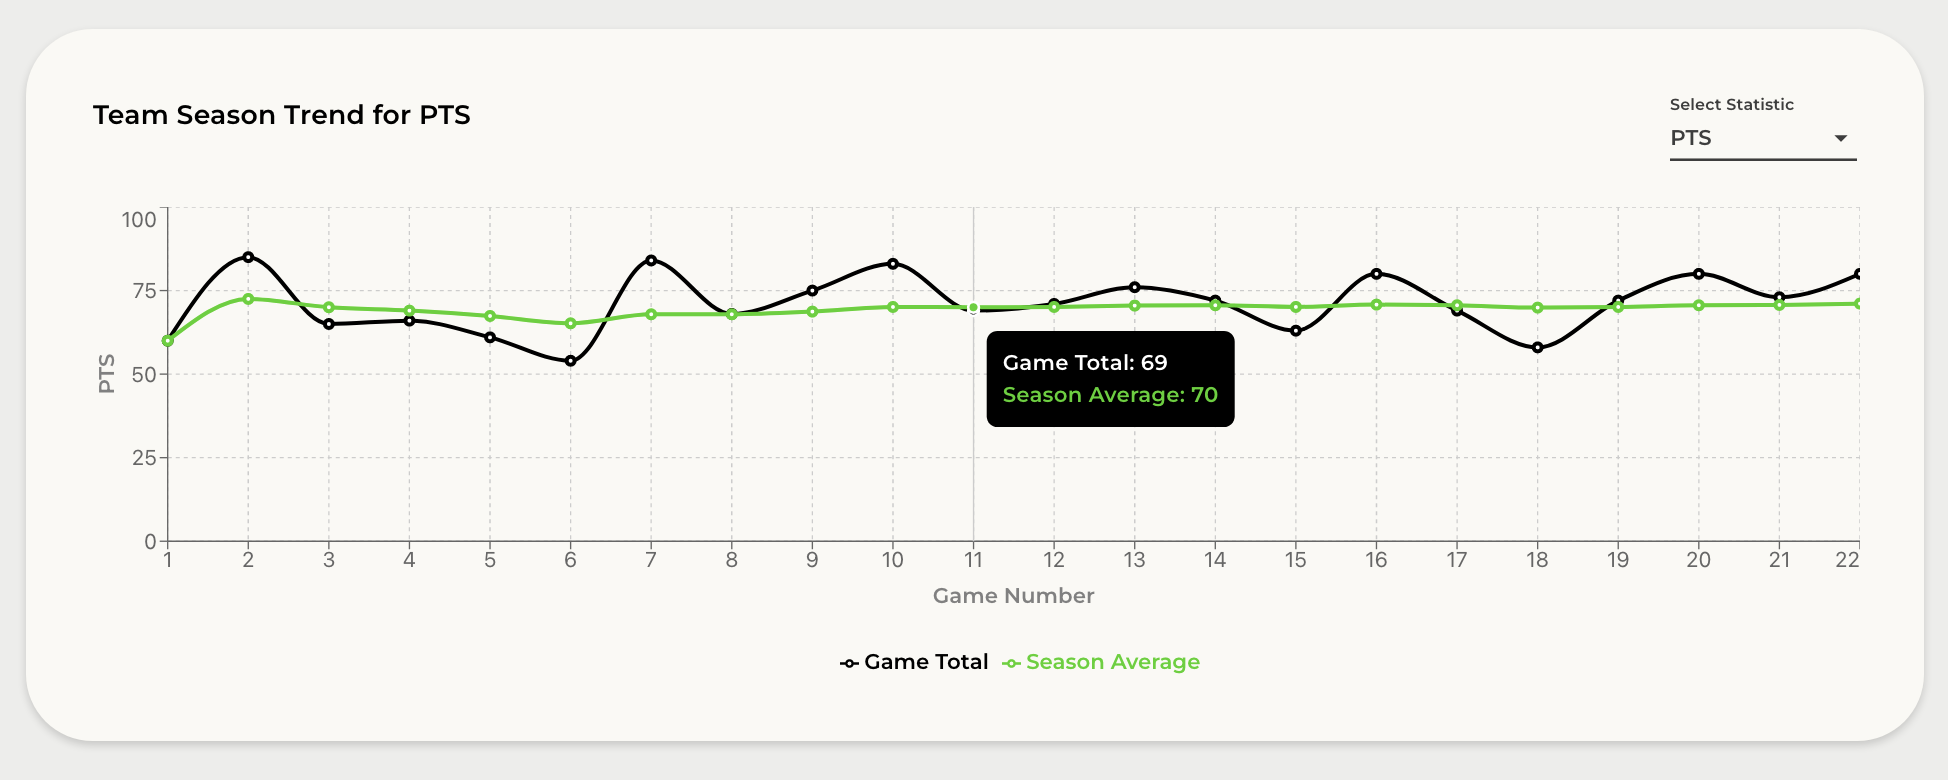 Team Season Trend for PTS
Select Statistic
PTS
100
75
50
25
0
PTS
Game Total: 69
Season Average: 70
1 2 3 4 5 6 7 8 9 10 11 12 13 14 15 16 17 18 19 20 21 22
Game Number
Game Total Season Average